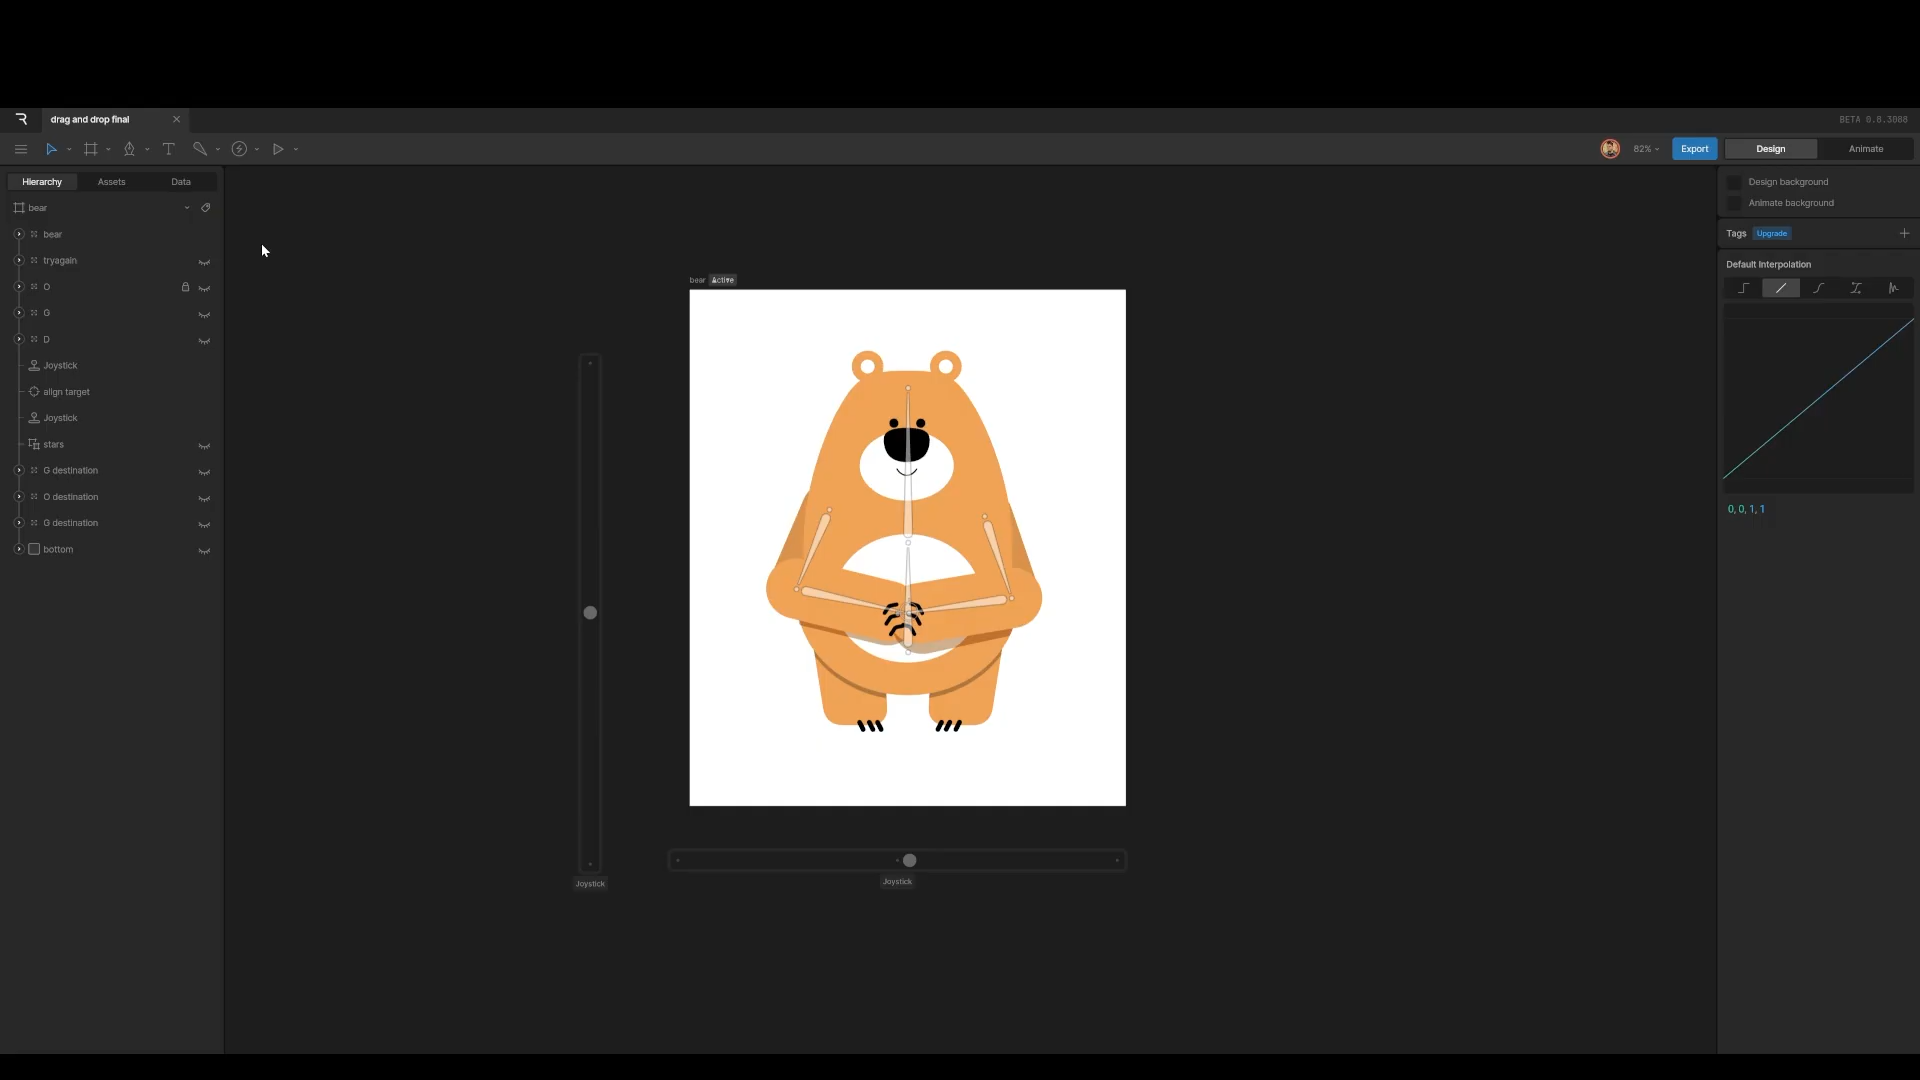 drag and drop final
BETA 0.8.3088
82%
Export
Design
Animate
Hierarchy
Assets
Data
bear
bear
tryagain
O
G
D
Joystick
align target
Joystick
stars
G destination
O destination
G destination
bottom
bear Active
Joystick
Joystick
Design background
Animate background
Tags Upgrade
Default Interpolation
0, 0, 1, 1